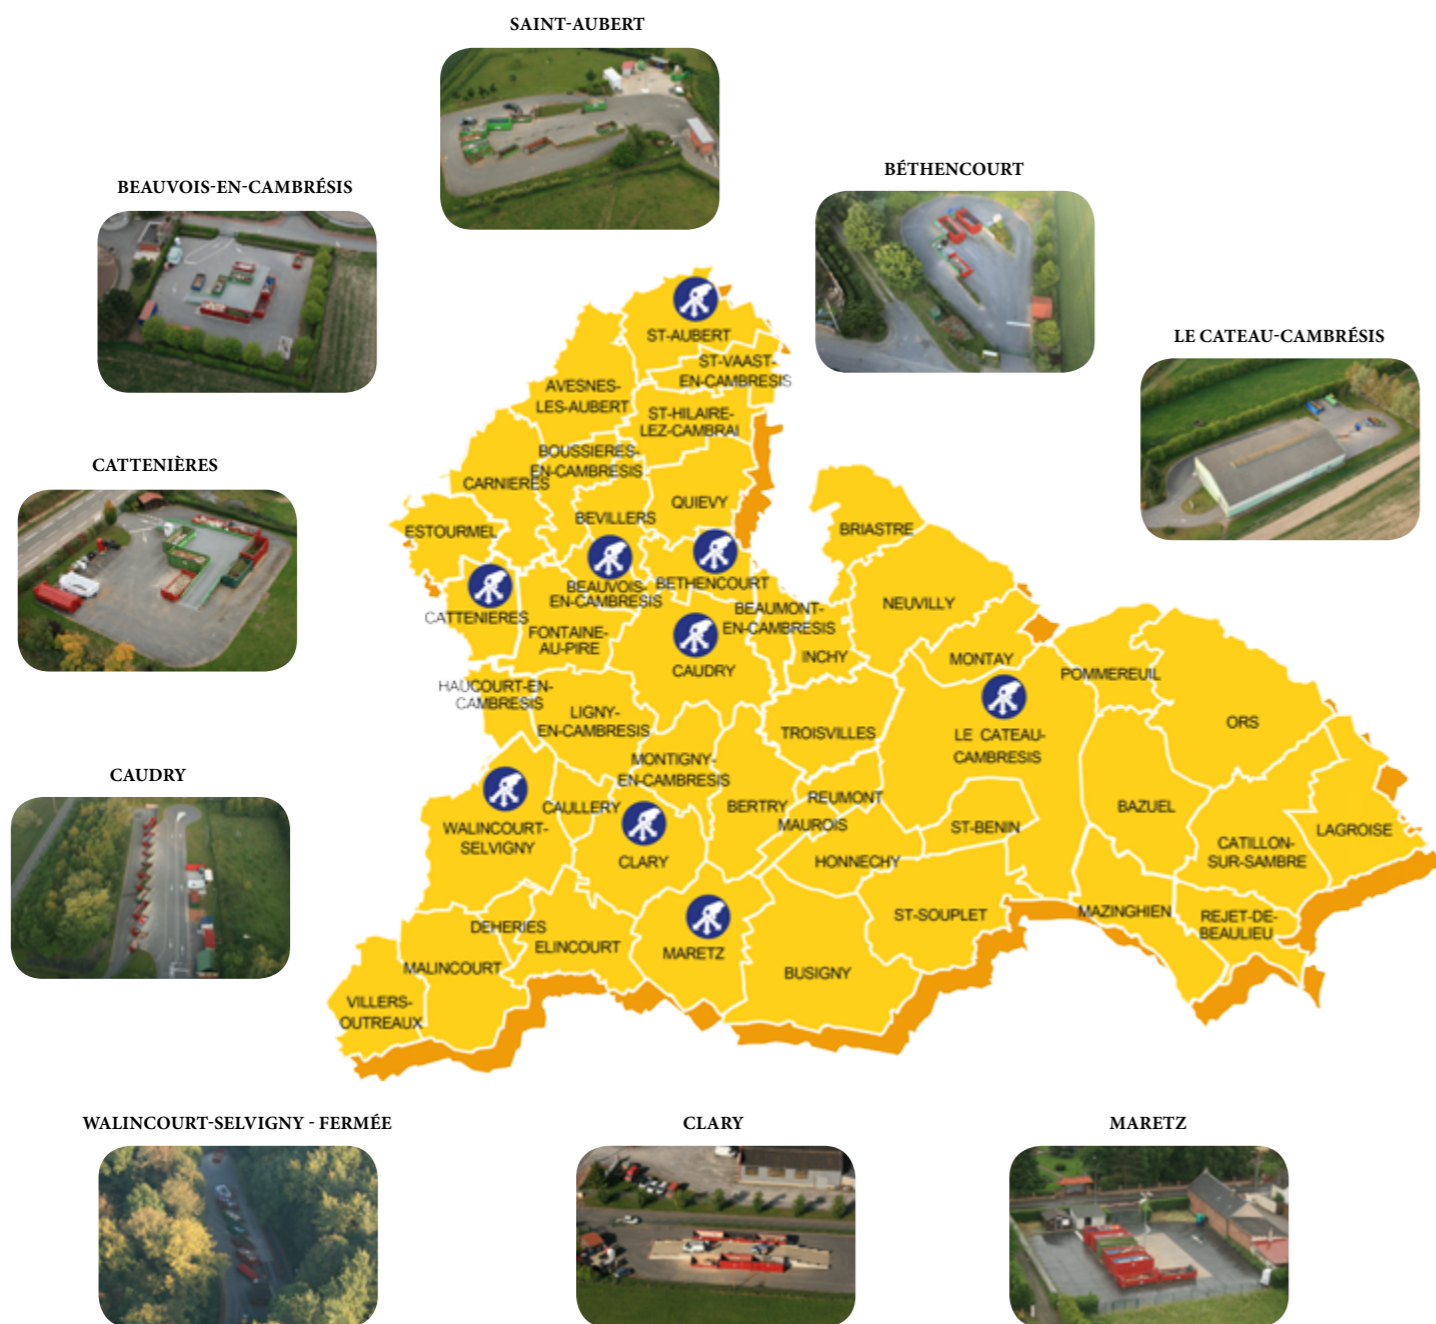 SAINT-AUBERT
BEAUVOIS-EN-CAMBRÉSIS
BÉTHENCOURT
LE CATEAU-CAMBRÉSIS
CATTENIÈRES
CAUDRY
ST-AUBERT
ST-VAAST-
EN-CAMBRESIS
AVESNES-
LES-AUBERT
ST-HILAIRE-
LEZ-CAMBRAI
BOUSSIERES-
EN-CAMBRESIS
CARNIERES
QUIEVY
BEVILLERS
ESTOURMEL
BRIASTRE
BEAUVOIS-
EN-CAMBRESIS
BETHENCOURT
CATTENIERES
BEAUMONT-
EN-CAMBRESIS
NEUVILLY
FONTAINE-
AU-PIRE
INCHY
MONTAY
CAUDRY
POMMEREUIL
HAUCOURT-EN-
CAMBRESIS
LIGNY-
EN-CAMBRESIS
TROISVILLES
LE CATEAU-
CAMBRESIS
ORS
MONTIGNY-
EN-CAMBRESIS
CAULLERY
BERTRY
REUMONT
MAUROIS
BAZUEL
WALINCOURT-
SELVIGNY
CLARY
ST-BENIN
LAGROISE
HONNECHY
CATILLON-
SUR-SAMBRE
DEHERIES
ELINCOURT
MARETZ
ST-SOUPLET
MAZINGHIEN
REJET-DE-
BEAULIEU
MALINCOURT
BUSIGNY
VILLERS-
OUTREAUX
WALINCOURT-SELVIGNY - FERMÉE
CLARY
MARETZ